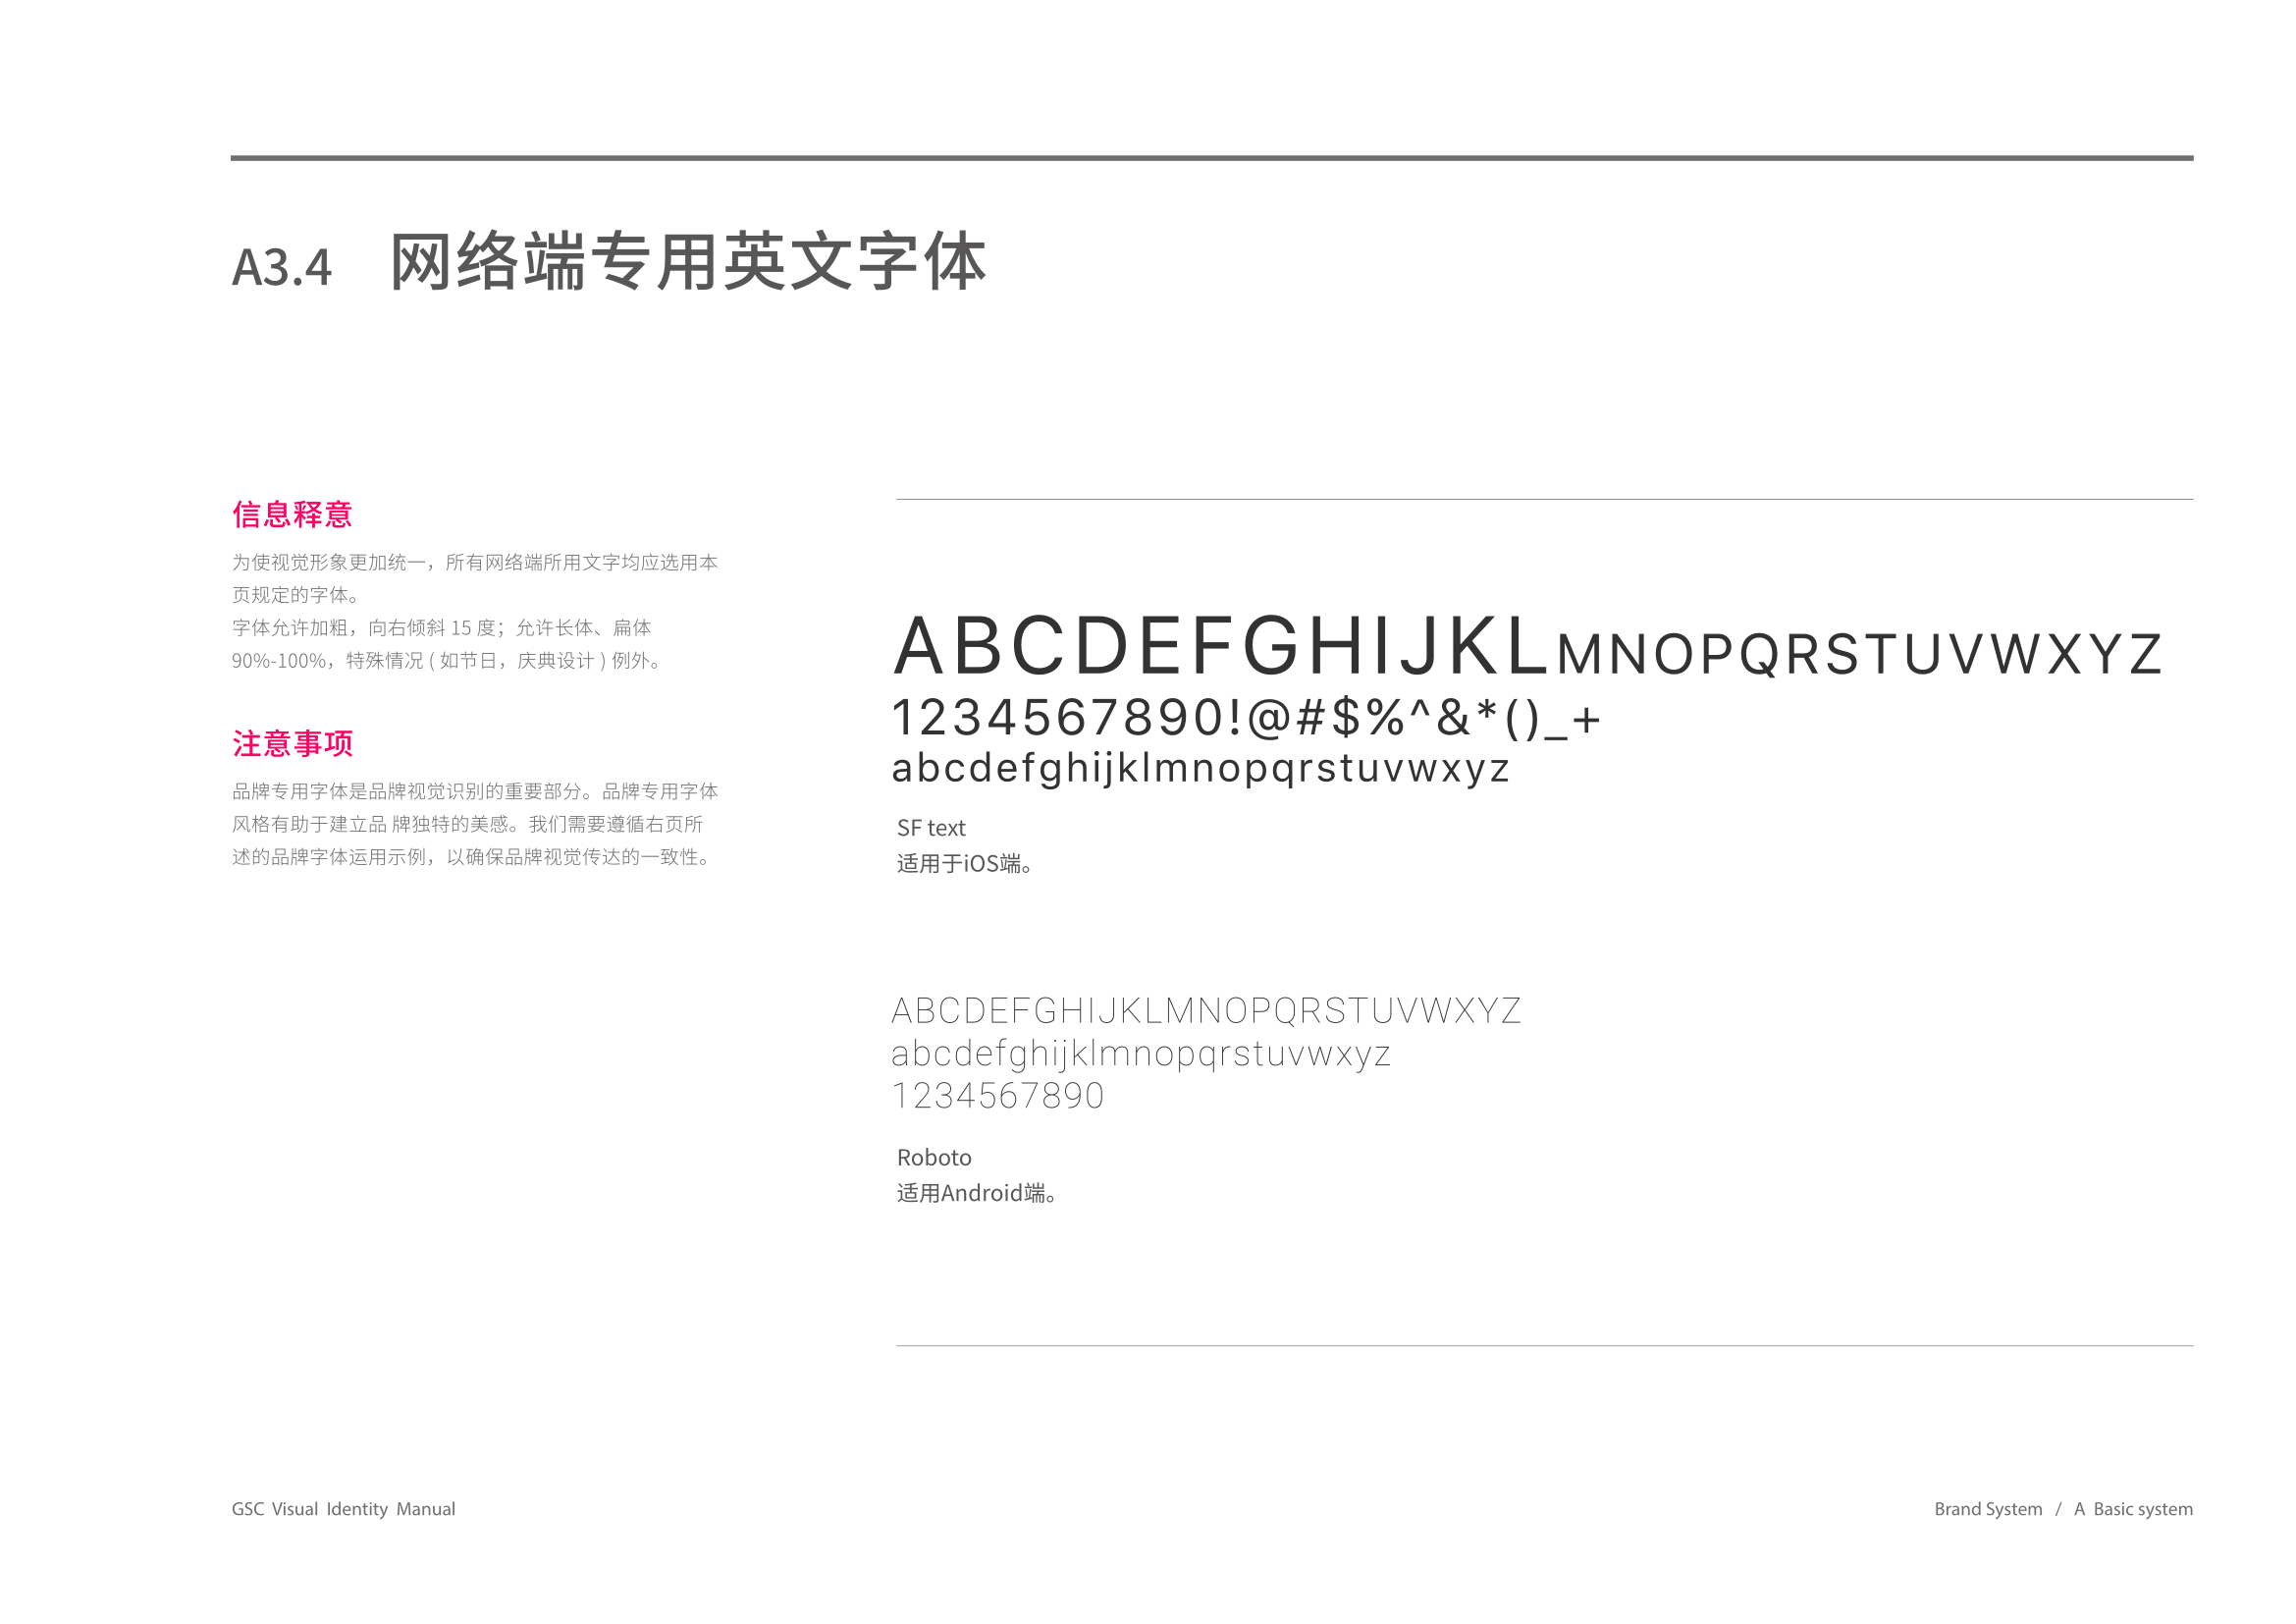 A3.4 网络端专用英文字体
信息释意
为使视觉形象更加统一，所有网络端所用文字均应选用本
页规定的字体。
字体允许加粗，向右倾斜 15 度；允许长体、扁体
90%-100%，特殊情况 ( 如节日，庆典设计 ) 例外。
注意事项
品牌专用字体是品牌视觉识别的重要部分。品牌专用字体
风格有助于建立品 牌独特的美感。我们需要遵循右页所
述的品牌字体运用示例，以确保品牌视觉传达的一致性。
ABCDEFGHIJKLMNOPQRSTUVWXYZ
1234567890!@#$%^&*()_+
abcdefghijklmnopqrstuvwxyz
SF text
适用于iOS端。
ABCDEFGHIJKLMNOPQRSTUVWXYZ
abcdefghijklmnopqrstuvwxyz
1234567890
Roboto
适用Android端。
GSC Visual Identity Manual
Brand System / A Basic system